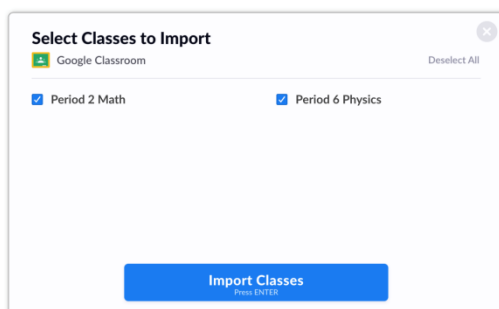 Select Classes to Import
Google Classroom
Deselect All
Period 2 Math
Period 6 Physics
Import Classes
Press ENTER